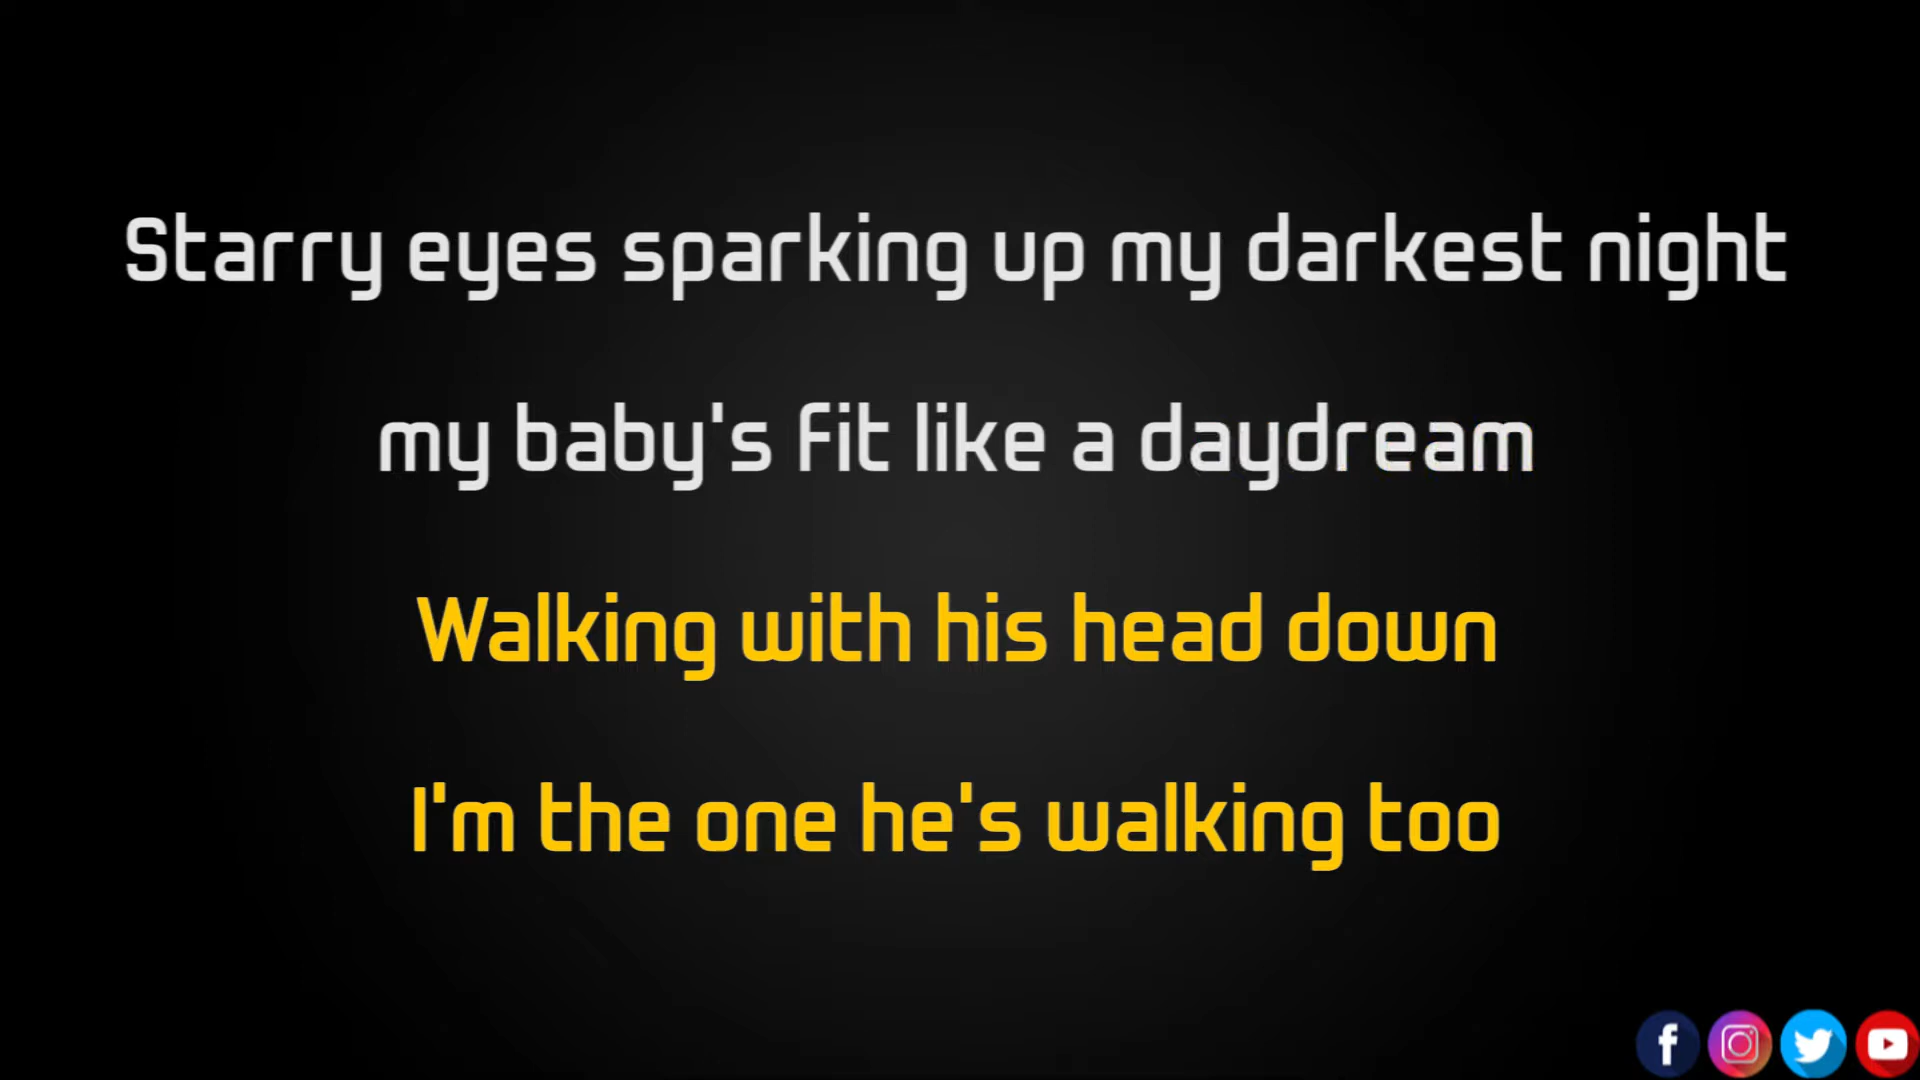 Starry eyes sparking up my darkest night
my baby's fit like a daydream
Walking with his head down
I'm the one he's walking too